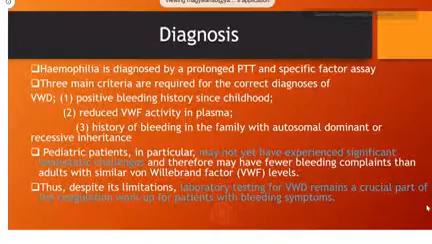 Diagnosis
❑Haemophilia is diagnosed by a prolonged PTT and specific factor assay
❑Three main criteria are required for the correct diagnoses of
VWD; (1) positive bleeding history since childhood;
(2) reduced VWF activity in plasma;
(3) history of bleeding in the family with autosomal dominant or
recessive inheritance
❑ Pediatric patients, in particular, may not yet have experienced significant
hemostatic challenges and therefore may have fewer bleeding complaints than
adults with similar von Willebrand factor (VWF) levels.
❑Thus, despite its limitations, laboratory testing for VWD remains a crucial part of
the coagulation work up for patients with bleeding symptoms.